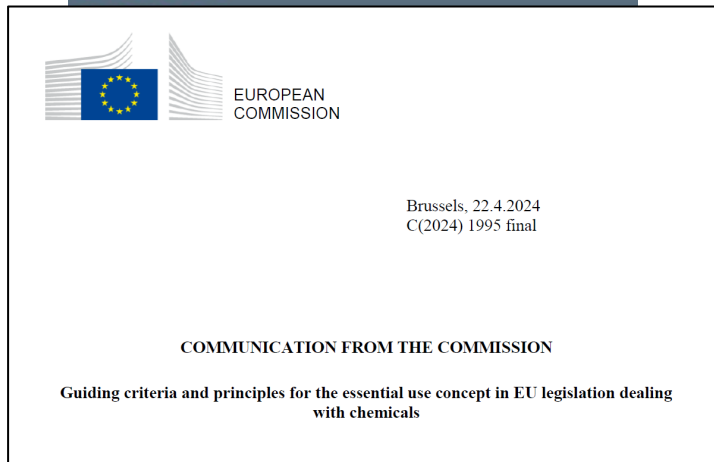 EUROPEAN
COMMISSION
Brussels, 22.4.2024
C(2024) 1995 final
COMMUNICATION FROM THE COMMISSION
Guiding criteria and principles for the essential use concept in EU legislation dealing
with chemicals